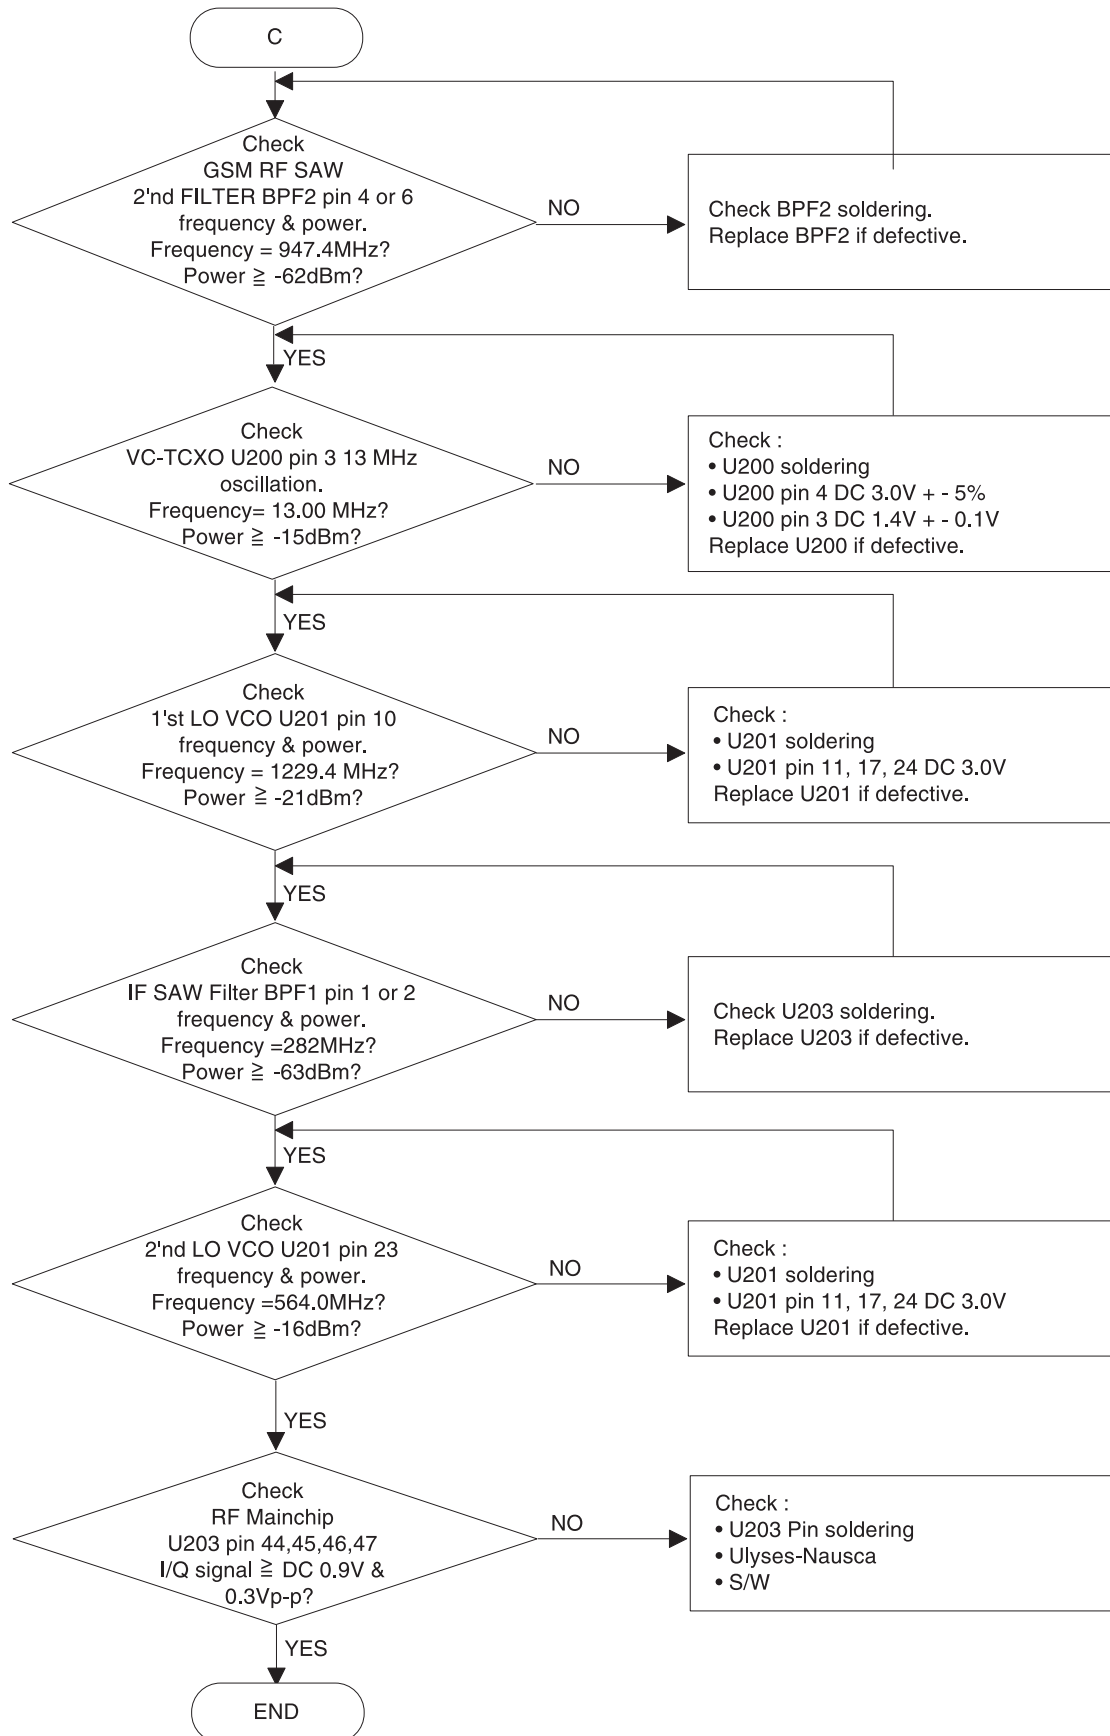 C
Check
GSM RF SAW
2'nd FILTER BPF2 pin 4 or 6
frequency & power.
Frequency = 947.4MHz?
Power ≧ -62dBm?
NO
Check BPF2 soldering.
Replace BPF2 if defective.
YES
Check
VC-TCXO U200 pin 3 13 MHz
oscillation.
Frequency= 13.00 MHz?
Power ≧ -15dBm?
NO
Check :
• U200 soldering
• U200 pin 4 DC 3.0V + - 5%
• U200 pin 3 DC 1.4V + - 0.1V
Replace U200 if defective.
YES
Check
1'st LO VCO U201 pin 10
frequency & power.
Frequency = 1229.4 MHz?
Power ≧ -21dBm?
NO
Check :
• U201 soldering
• U201 pin 11, 17, 24 DC 3.0V
Replace U201 if defective.
YES
Check
IF SAW Filter BPF1 pin 1 or 2
frequency & power.
Frequency =282MHz?
Power ≧ -63dBm?
NO
Check U203 soldering.
Replace U203 if defective.
YES
Check
2'nd LO VCO U201 pin 23
frequency & power.
Frequency =564.0MHz?
Power ≧ -16dBm?
NO
Check :
• U201 soldering
• U201 pin 11, 17, 24 DC 3.0V
Replace U201 if defective.
YES
Check
RF Mainchip
U203 pin 44,45,46,47
I/Q signal ≧ DC 0.9V &
0.3Vp-p?
NO
Check :
• U203 Pin soldering
• Ulyses-Nausca
• S/W
YES
END